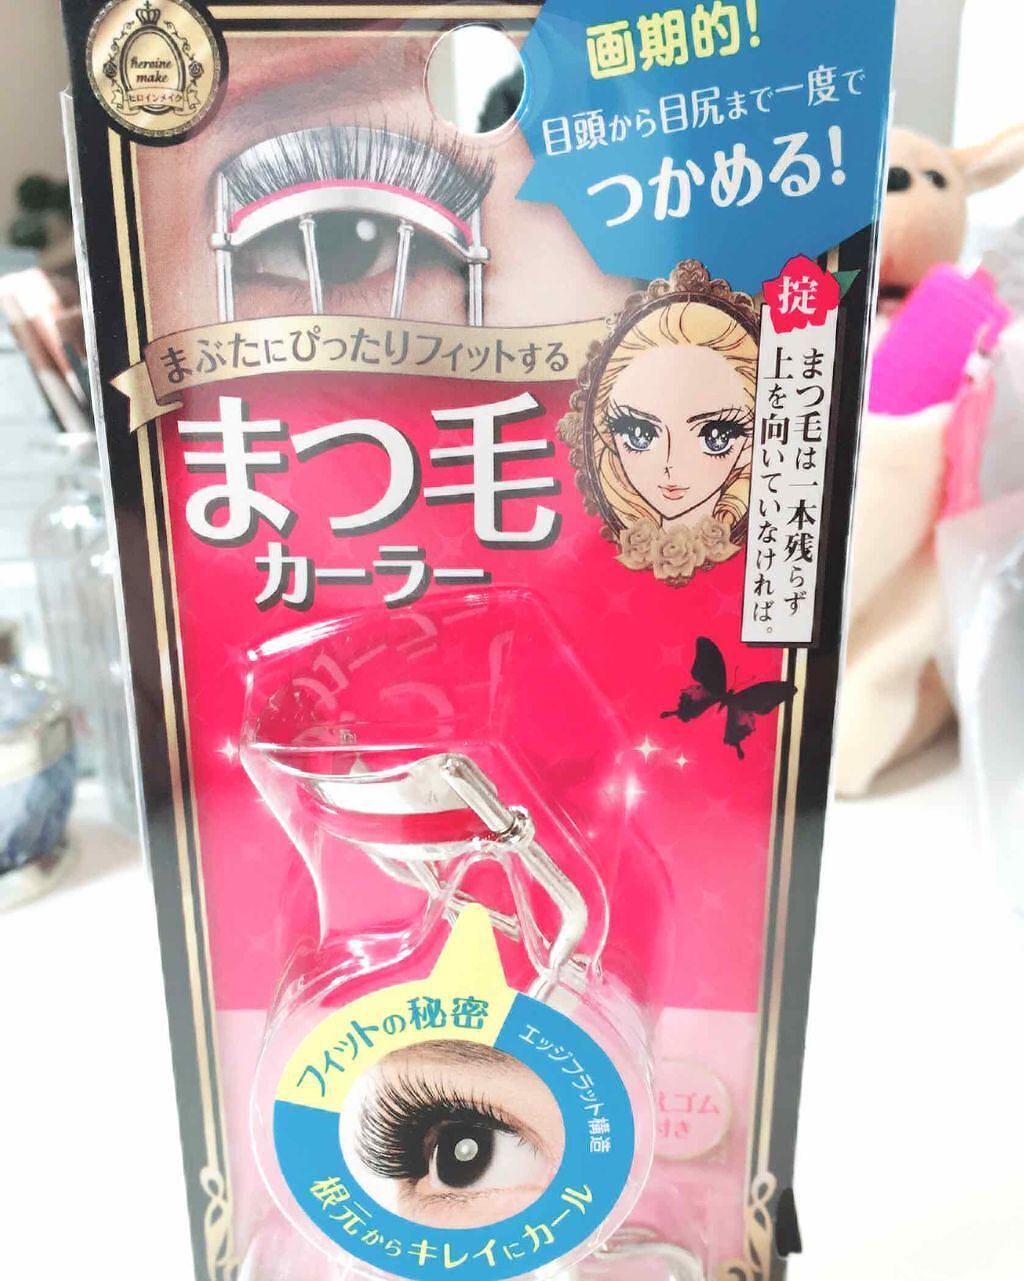 heroine
make
ヒロインメイク
画期的！
目頭から目尻まで一度で
つかめる！
まぶたにぴったりフィットする
まつ毛
カーラー
掟
まつ毛は一本残らず
上を向いていなければ。
フィットの秘密
エッジフラット構造
根元からキレイにカール